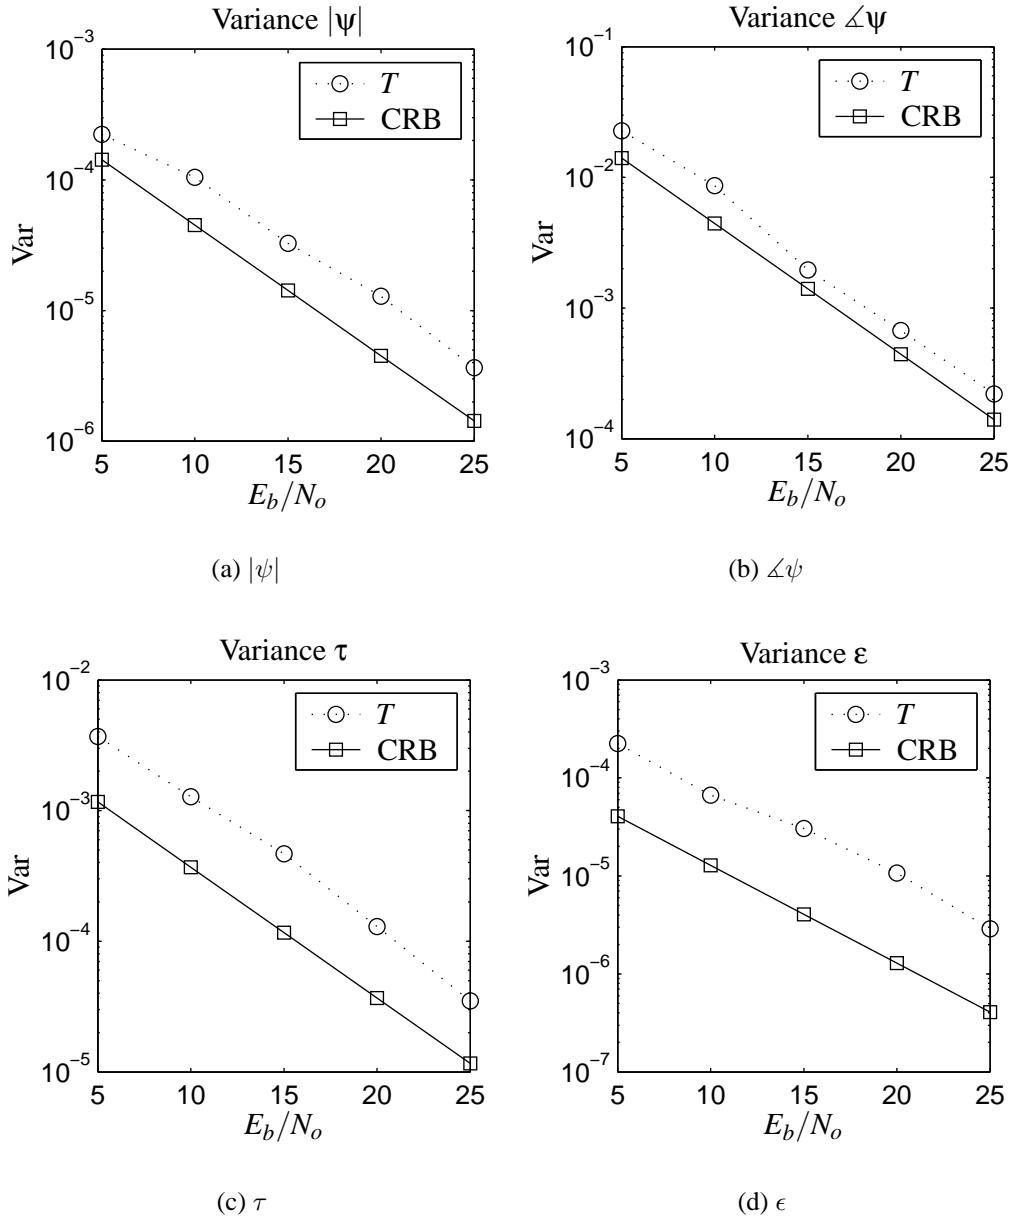 Variance |ψ|
10⁻³
10⁻⁴
10⁻⁵
10⁻⁶
Var
T
CRB
5 10 15 20 25
E_b/N_o
(a) |ψ|
Variance ∡ψ
10⁻¹
10⁻²
10⁻³
10⁻⁴
Var
T
CRB
5 10 15 20 25
E_b/N_o
(b) ∡ψ
Variance τ
10⁻²
10⁻³
10⁻⁴
10⁻⁵
Var
T
CRB
5 10 15 20 25
E_b/N_o
(c) τ
Variance ε
10⁻³
10⁻⁴
10⁻⁵
10⁻⁶
10⁻⁷
Var
T
CRB
5 10 15 20 25
E_b/N_o
(d) ϵ